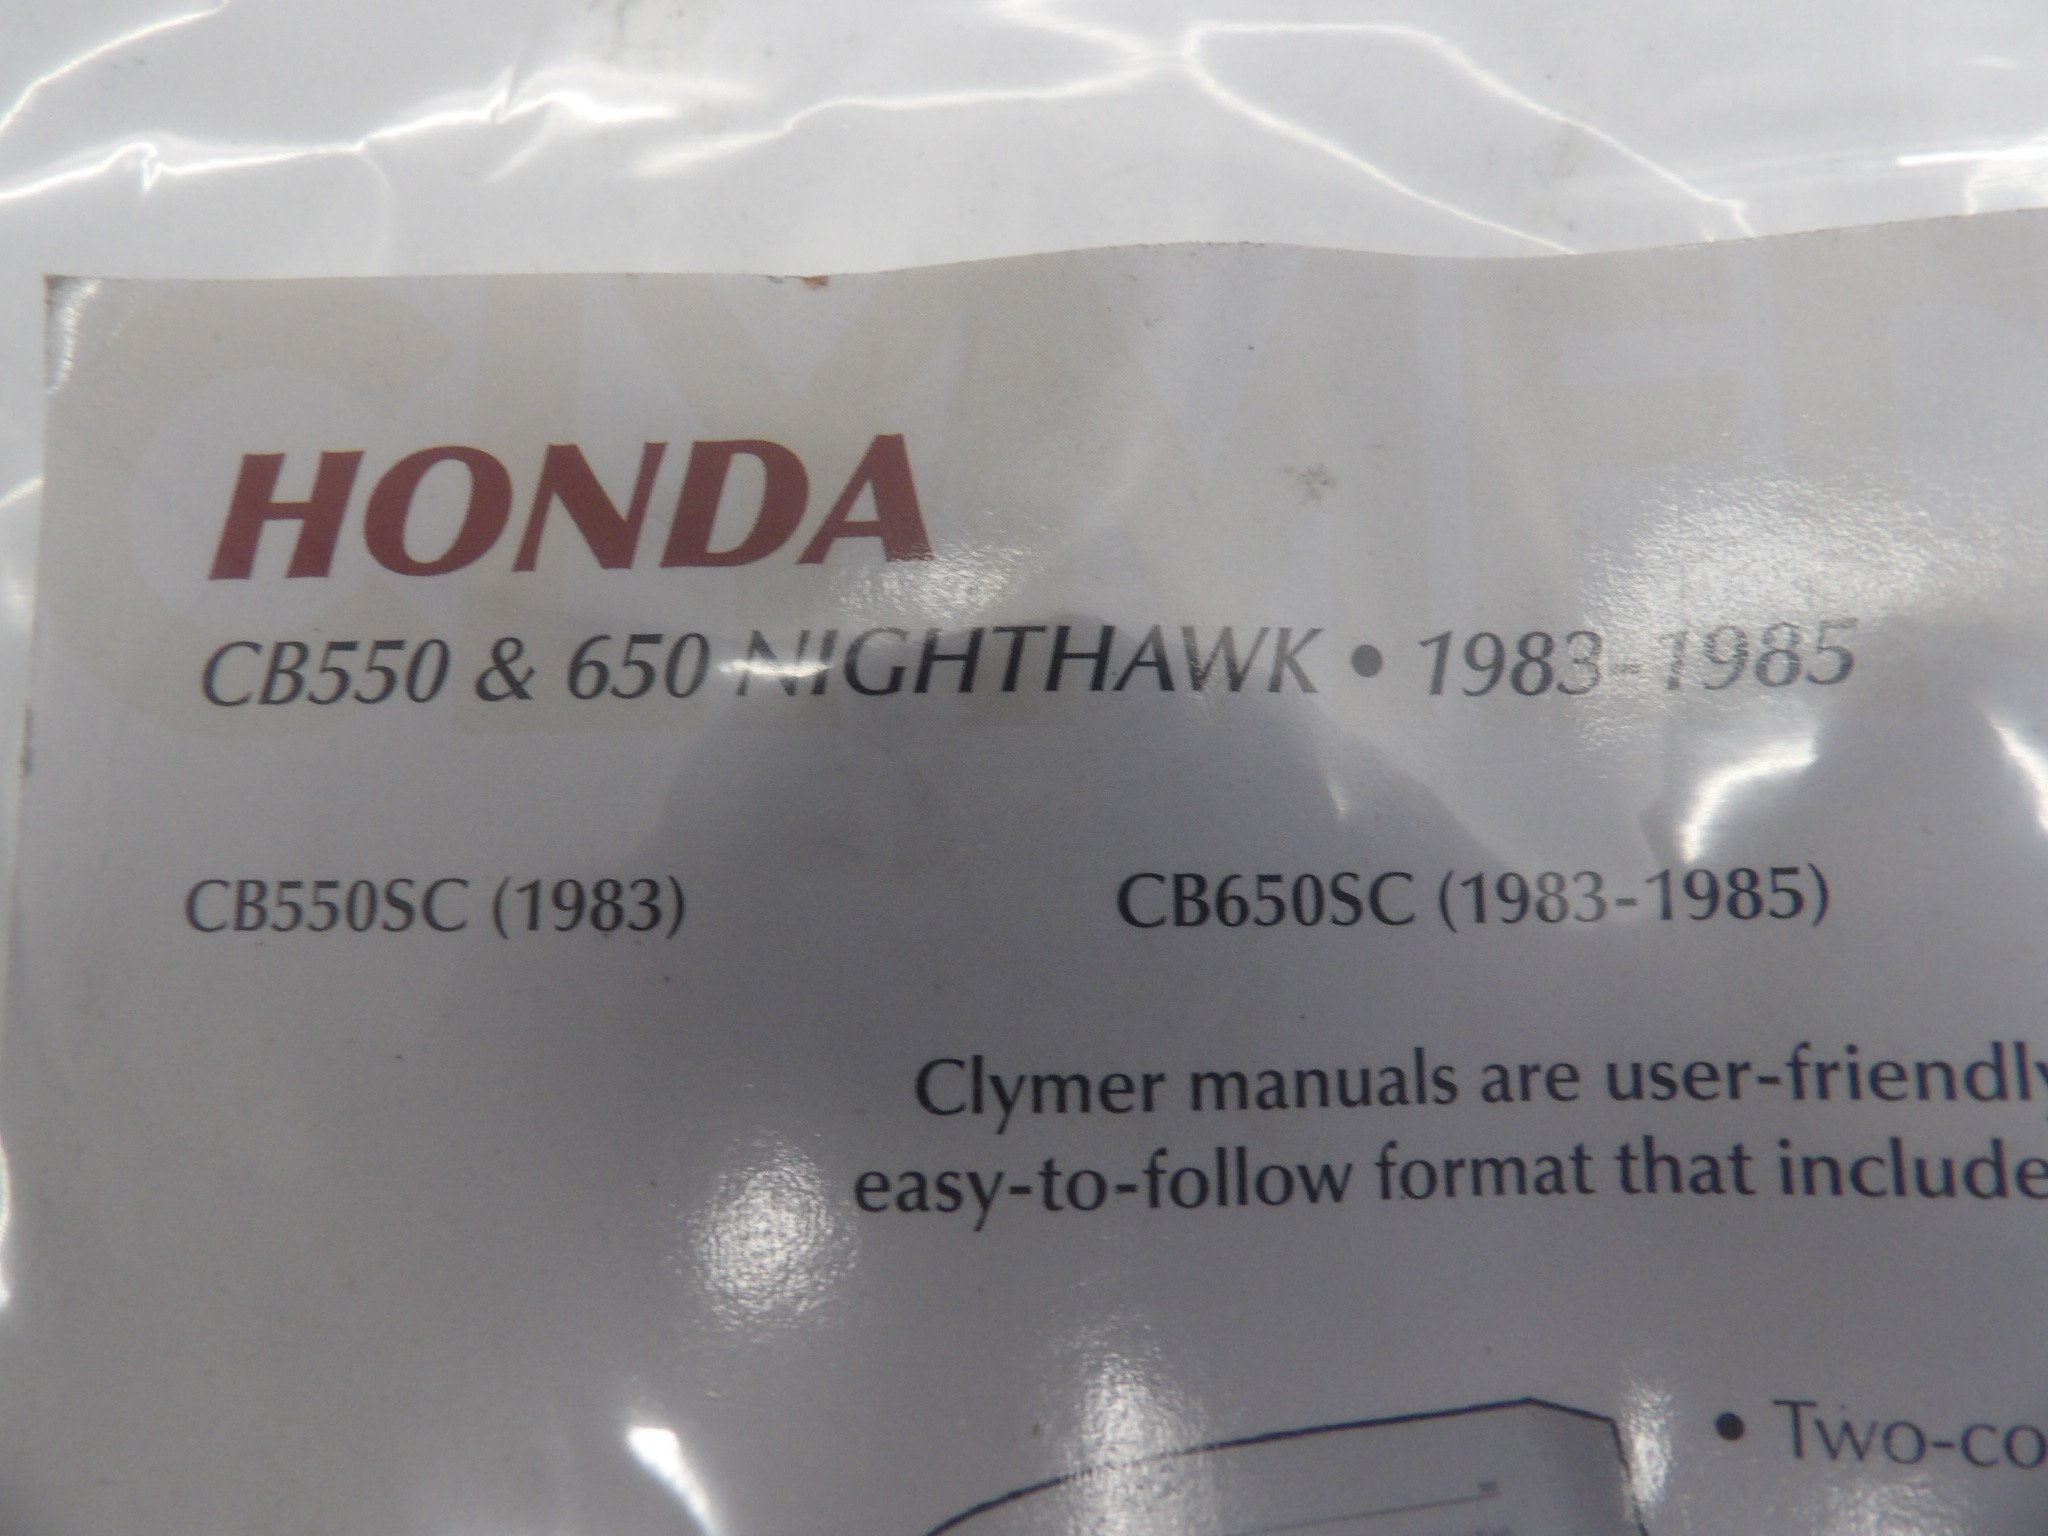 HONDA
CB550 & 650 NIGHTHAWK • 1983-1985
CB550SC (1983) CB650SC (1983-1985)
Clymer manuals are user-friendly
easy-to-follow format that include
• Two-co